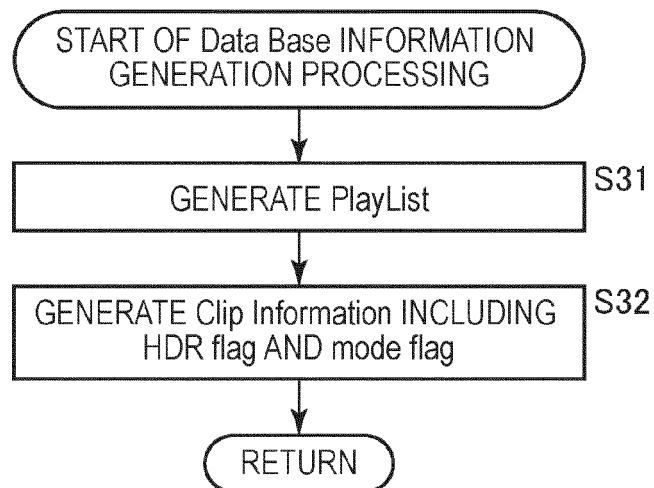 START OF Data Base INFORMATION
GENERATION PROCESSING
GENERATE PlayList
S31
GENERATE Clip Information INCLUDING
HDR flag AND mode flag
S32
RETURN